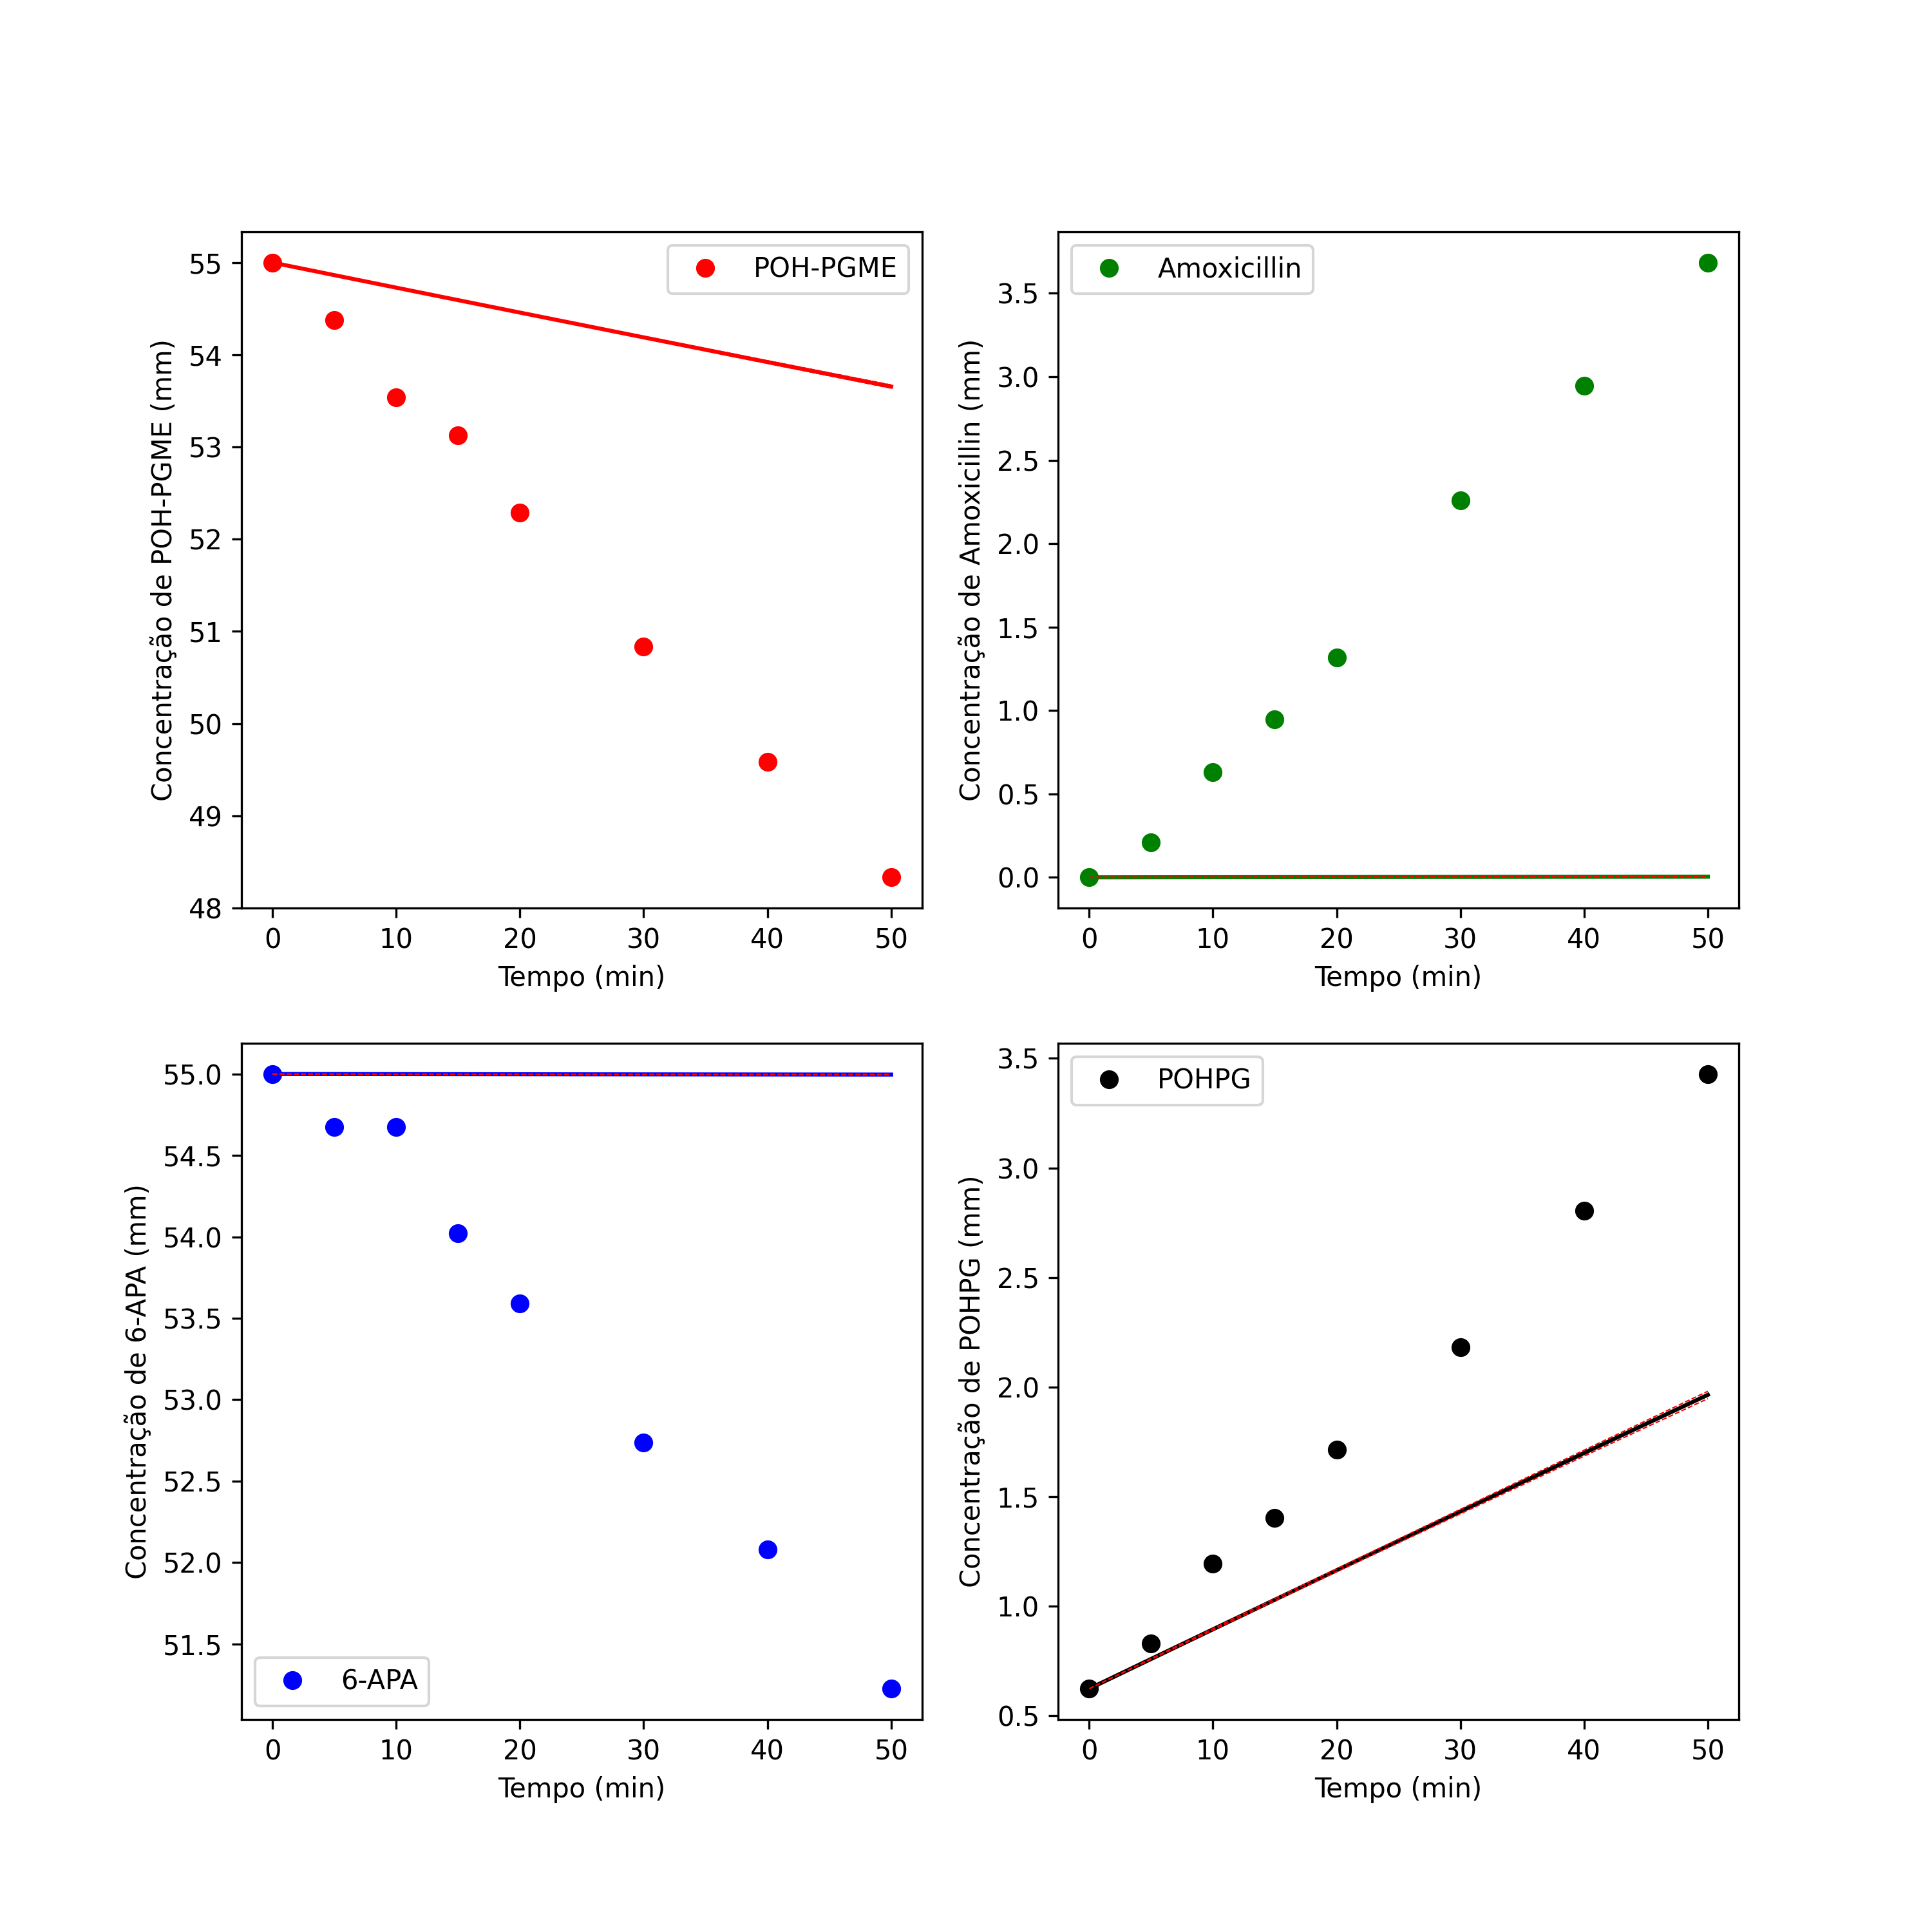 POH-PGME
Concentração de POH-PGME (mm)
55
54
53
52
51
50
49
48
0 10 20 30 40 50
Tempo (min)
Amoxicillin
Concentração de Amoxicillin (mm)
3.5
3.0
2.5
2.0
1.5
1.0
0.5
0.0
0 10 20 30 40 50
Tempo (min)
6-APA
Concentração de 6-APA (mm)
55.0
54.5
54.0
53.5
53.0
52.5
52.0
51.5
0 10 20 30 40 50
Tempo (min)
POHPG
Concentração de POHPG (mm)
3.5
3.0
2.5
2.0
1.5
1.0
0.5
0 10 20 30 40 50
Tempo (min)